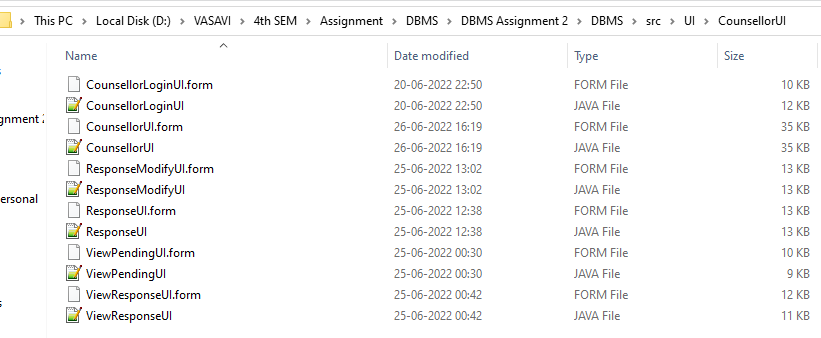 This PC > Local Disk (D:) > VASAVI > 4th SEM > Assignment > DBMS > DBMS Assignment 2 > DBMS > src > UI > CounsellorUI
Name Date modified Type Size
CounsellorLoginUI.form 20-06-2022 22:50 FORM File 10 KB
CounsellorLoginUI 20-06-2022 22:50 JAVA File 12 KB
CounsellorUI.form 26-06-2022 16:19 FORM File 35 KB
CounsellorUI 26-06-2022 16:19 JAVA File 35 KB
ResponseModifyUI.form 25-06-2022 13:02 FORM File 13 KB
ResponseModifyUI 25-06-2022 13:02 JAVA File 13 KB
ResponseUI.form 25-06-2022 12:38 FORM File 13 KB
ResponseUI 25-06-2022 12:38 JAVA File 13 KB
ViewPendingUI.form 25-06-2022 00:30 FORM File 10 KB
ViewPendingUI 25-06-2022 00:30 JAVA File 9 KB
ViewResponseUI.form 25-06-2022 00:42 FORM File 12 KB
ViewResponseUI 25-06-2022 00:42 JAVA File 11 KB
gnment 2
ersonal
s